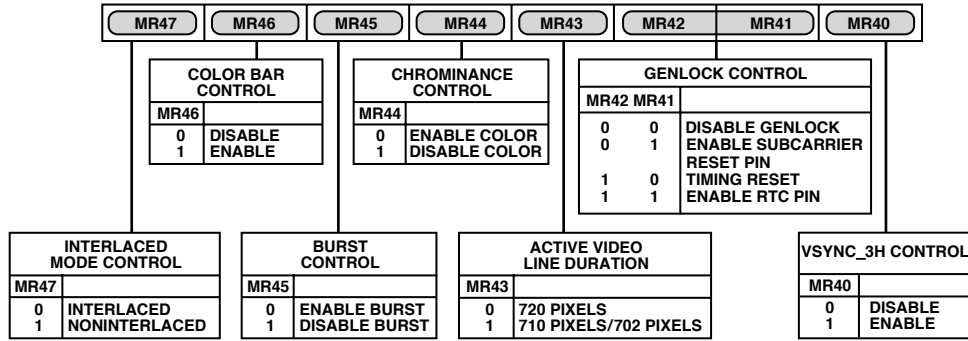 MR47 MR46 MR45 MR44 MR43 MR42 MR41 MR40
COLOR BAR
CONTROL
MR46
0 DISABLE
1 ENABLE
CHROMINANCE
CONTROL
MR44
0 ENABLE COLOR
1 DISABLE COLOR
GENLOCK CONTROL
MR42 MR41
0 0 DISABLE GENLOCK
0 1 ENABLE SUBCARRIER
RESET PIN
1 0 TIMING RESET
1 1 ENABLE RTC PIN
INTERLACED
MODE CONTROL
MR47
0 INTERLACED
1 NONINTERLACED
BURST
CONTROL
MR45
0 ENABLE BURST
1 DISABLE BURST
ACTIVE VIDEO
LINE DURATION
MR43
0 720 PIXELS
1 710 PIXELS/702 PIXELS
VSYNC_3H CONTROL
MR40
0 DISABLE
1 ENABLE